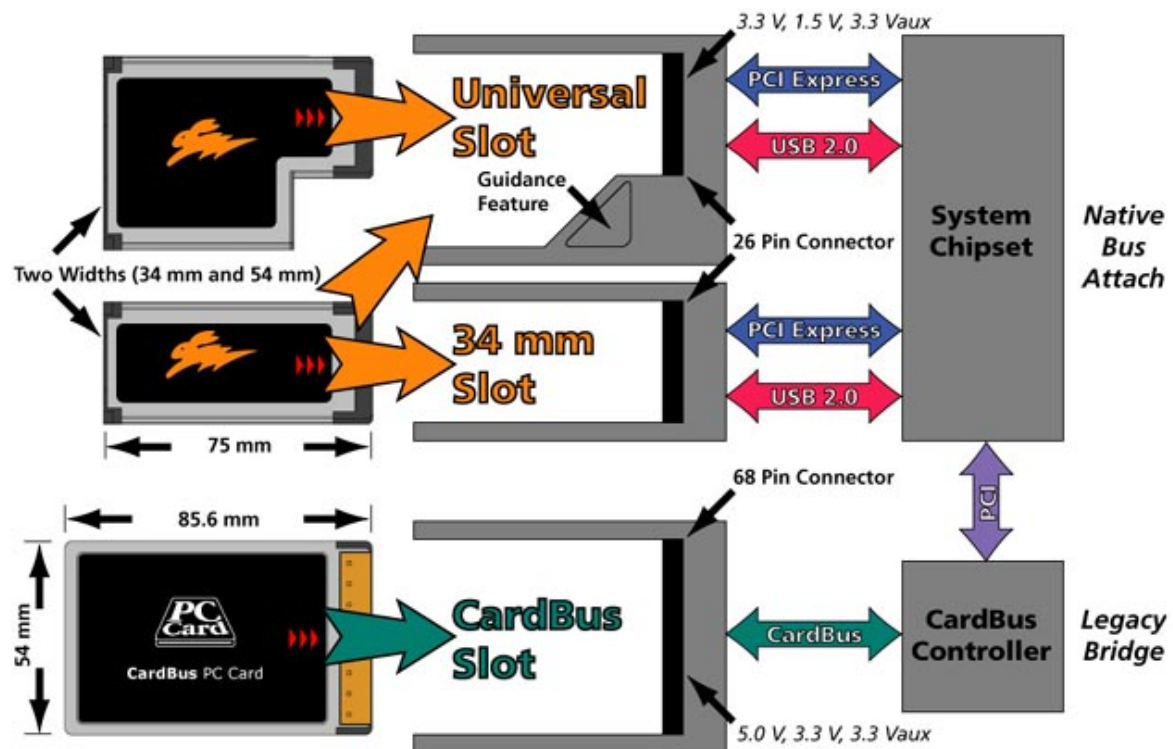 3.3 V, 1.5 V, 3.3 Vaux
Universal
Slot
PCI Express
USB 2.0
Guidance
Feature
System
Chipset
Native
Bus
Attach
26 Pin Connector
Two Widths (34 mm and 54 mm)
34 mm
Slot
PCI Express
USB 2.0
75 mm
68 Pin Connector
PCI
85.6 mm
54 mm
PC
Card
CardBus PC Card
CardBus
Slot
CardBus
CardBus
Controller
Legacy
Bridge
5.0 V, 3.3 V, 3.3 Vaux